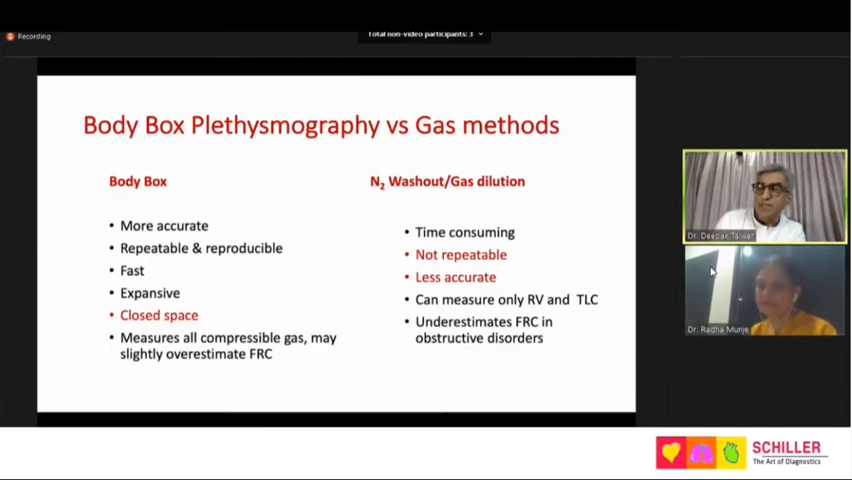 Recording
Total non-video participants: 3
Body Box Plethysmography vs Gas methods
Body Box
• More accurate
• Repeatable & reproducible
• Fast
• Expansive
• Closed space
• Measures all compressible gas, may
slightly overestimate FRC
N2 Washout/Gas dilution
• Time consuming
• Not repeatable
• Less accurate
• Can measure only RV and TLC
• Underestimates FRC in
obstructive disorders
Dr. Deepak Talwar
Dr. Radha Munje
SCHILLER
The Art of Diagnostics